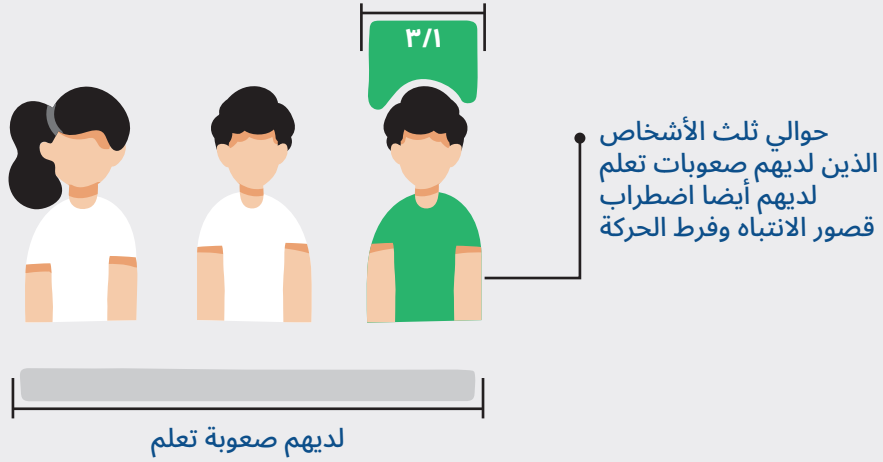 ٣/١
حوالي ثلث الأشخاص
الذين لديهم صعوبات تعلم
لديهم أيضا اضطراب
قصور الانتباه وفرط الحركة
لديهم صعوبة تعلم